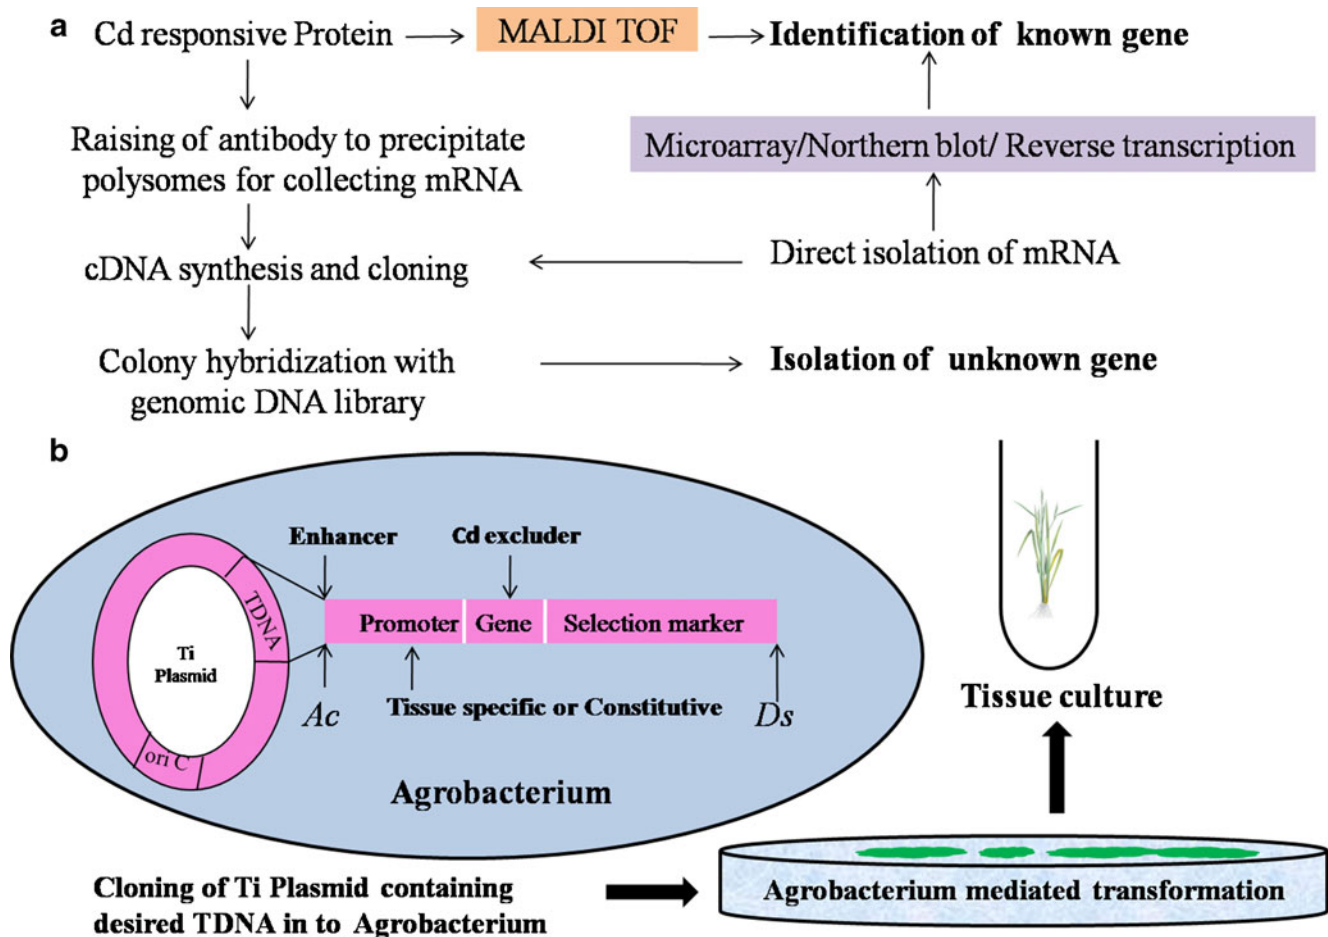 a
Cd responsive Protein
MALDI TOF
Identification of known gene
Raising of antibody to precipitate
polysomes for collecting mRNA
Microarray/Northern blot/ Reverse transcription
cDNA synthesis and cloning
Direct isolation of mRNA
Colony hybridization with
genomic DNA library
Isolation of unknown gene
b
Enhancer
Cd excluder
TDNA
Promoter
Gene
Selection marker
Ti
Plasmid
Ac
Tissue specific or Constitutive
Ds
ori C
Agrobacterium
Tissue culture
Cloning of Ti Plasmid containing
desired TDNA in to Agrobacterium
Agrobacterium mediated transformation